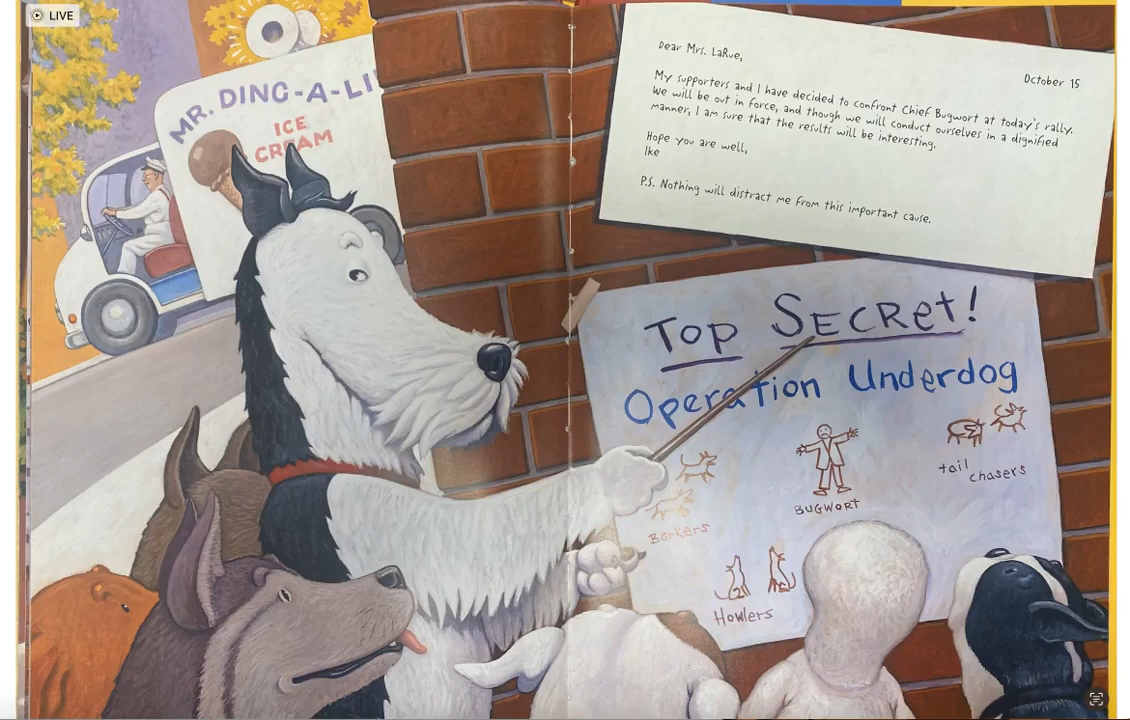 LIVE
MR. DING-A-LI
ICE
CREAM
Dear Mrs. LaRue,
October 15
My supporters and I have decided to confront Chief Bugwort at today's rally.
We will be out in force, and though we will conduct ourselves in a dignified
manner, I am sure that the results will be interesting.
Hope you are well,
Ike
P.S. Nothing will distract me from this important cause.
Top Secret!
Operation Underdog
Barkers
BUGWORT
tail
chasers
Howlers